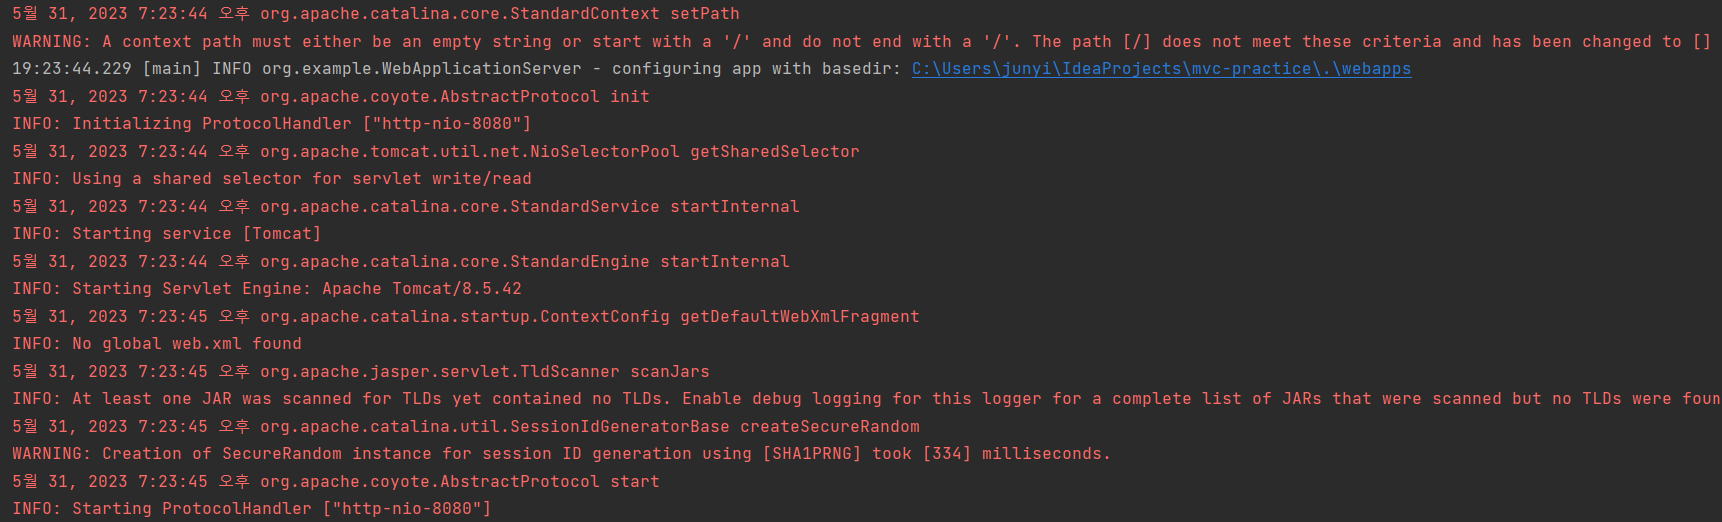 5월 31, 2023 7:23:44 오후 org.apache.catalina.core.StandardContext setPath
WARNING: A context path must either be an empty string or start with a '/' and do not end with a '/'. The path [/] does not meet these criteria and has been changed to []
19:23:44.229 [main] INFO org.example.WebApplicationServer - configuring app with basedir: C:\Users\junyi\IdeaProjects\mvc-practice\.\webapps
5월 31, 2023 7:23:44 오후 org.apache.coyote.AbstractProtocol init
INFO: Initializing ProtocolHandler ["http-nio-8080"]
5월 31, 2023 7:23:44 오후 org.apache.tomcat.util.net.NioSelectorPool getSharedSelector
INFO: Using a shared selector for servlet write/read
5월 31, 2023 7:23:44 오후 org.apache.catalina.core.StandardService startInternal
INFO: Starting service [Tomcat]
5월 31, 2023 7:23:44 오후 org.apache.catalina.core.StandardEngine startInternal
INFO: Starting Servlet Engine: Apache Tomcat/8.5.42
5월 31, 2023 7:23:45 오후 org.apache.catalina.startup.ContextConfig getDefaultWebXmlFragment
INFO: No global web.xml found
5월 31, 2023 7:23:45 오후 org.apache.jasper.servlet.TldScanner scanJars
INFO: At least one JAR was scanned for TLDs yet contained no TLDs. Enable debug logging for this logger for a complete list of JARs that were scanned but no TLDs were foun
5월 31, 2023 7:23:45 오후 org.apache.catalina.util.SessionIdGeneratorBase createSecureRandom
WARNING: Creation of SecureRandom instance for session ID generation using [SHA1PRNG] took [334] milliseconds.
5월 31, 2023 7:23:45 오후 org.apache.coyote.AbstractProtocol start
INFO: Starting ProtocolHandler ["http-nio-8080"]